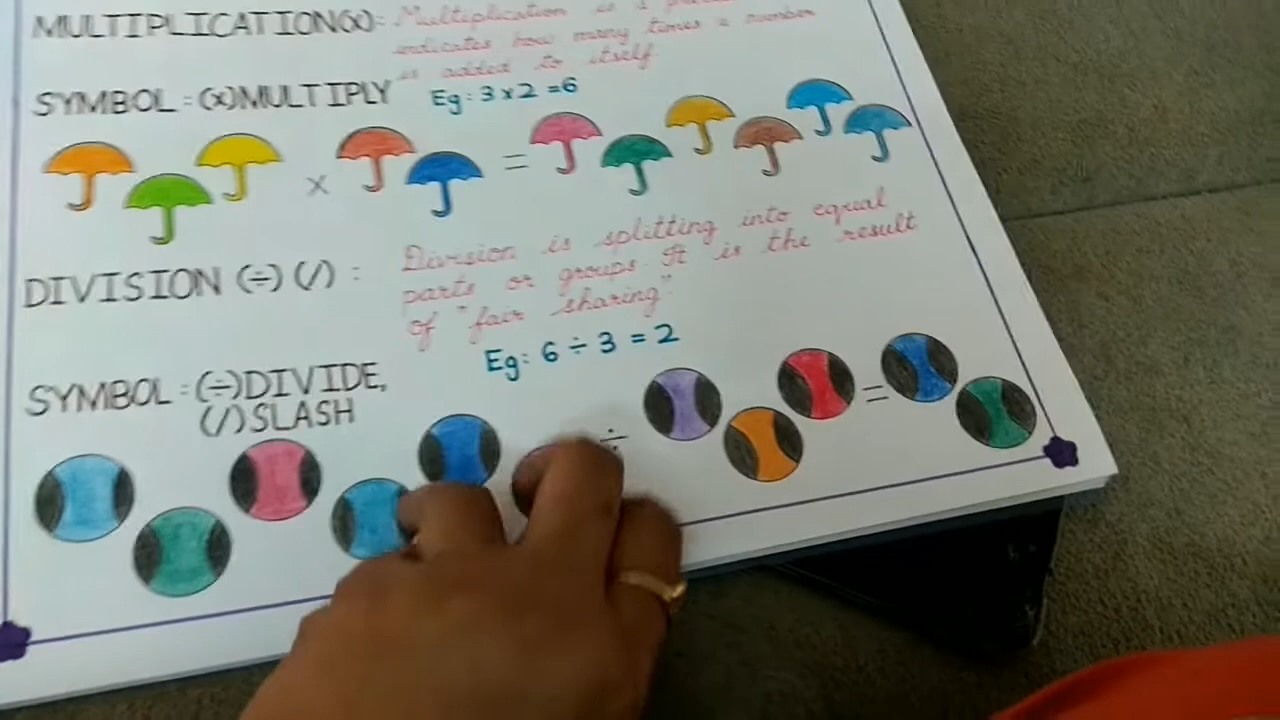 MULTIPLICATION(x): Multiplication is a
indicates how many times a number
is added to itself
SYMBOL = (x)MULTIPLY Eg: 3 x 2 = 6
x =
DIVISION (÷) (/) : Division is splitting into equal
parts or groups. It is the result
of "fair sharing"
Eg: 6 ÷ 3 = 2
SYMBOL = (÷)DIVIDE,
(/) SLASH
÷ =